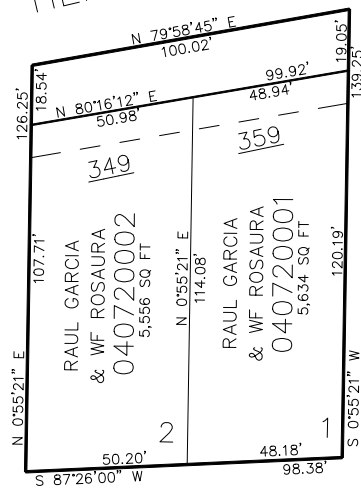 N 79°58'45" E
100.02'
18.54'
126.25'
19.05'
139.25'
99.92'
N 80°16'12" E
50.98'
48.94'
349
359
RAUL GARCIA
& WF ROSAURA
040720002
5,556 SQ FT
107.71'
N 0°55'21" E
114.08'
RAUL GARCIA
& WF ROSAURA
040720001
5,634 SQ FT
120.19'
N 0°55'21" E
S 0°55'21" W
2
1
50.20'
48.18'
S 87°26'00" W
98.38'